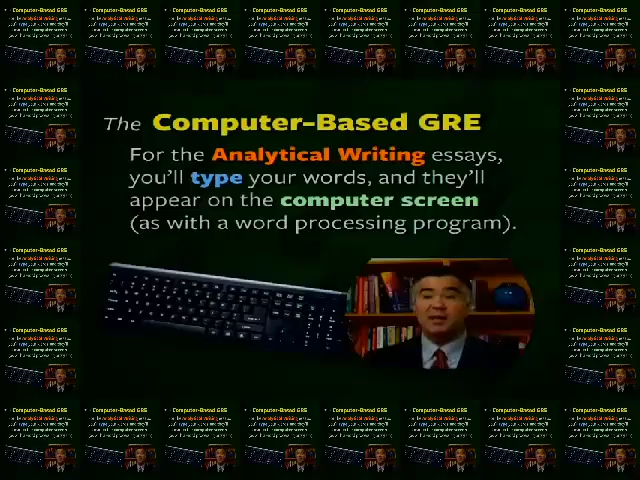 The Computer-Based GRE
For the Analytical Writing essays,
you'll type your words, and they'll
appear on the computer screen
(as with a word processing program).